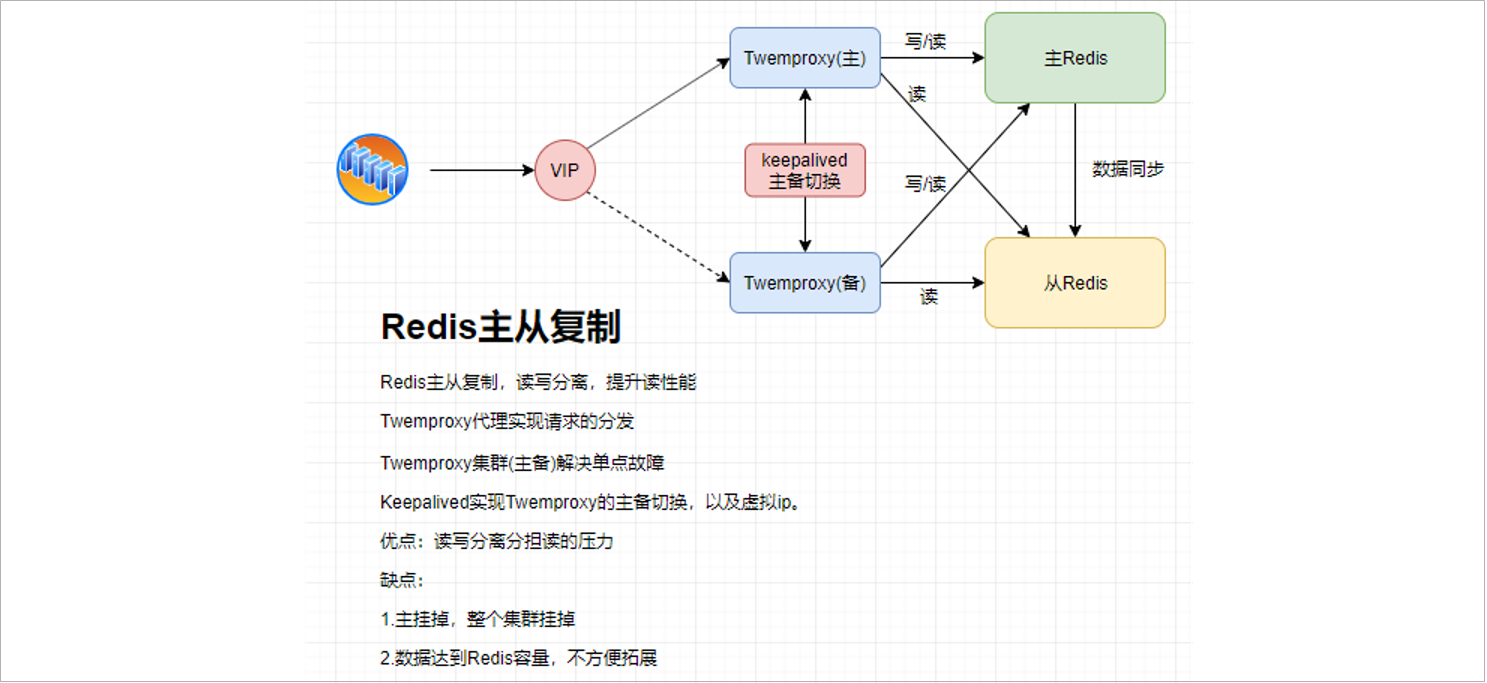 Twemproxy(主)
写/读
主Redis
读
VIP
keepalived
主备切换
写/读
数据同步
Twemproxy(备)
读
从Redis
Redis主从复制
Redis主从复制，读写分离，提升读性能
Twemproxy代理实现请求的分发
Twemproxy集群(主备)解决单点故障
Keepalived实现Twemproxy的主备切换，以及虚拟ip。
优点：读写分离分担读的压力
缺点：
1.主挂掉，整个集群挂掉
2.数据达到Redis容量，不方便拓展